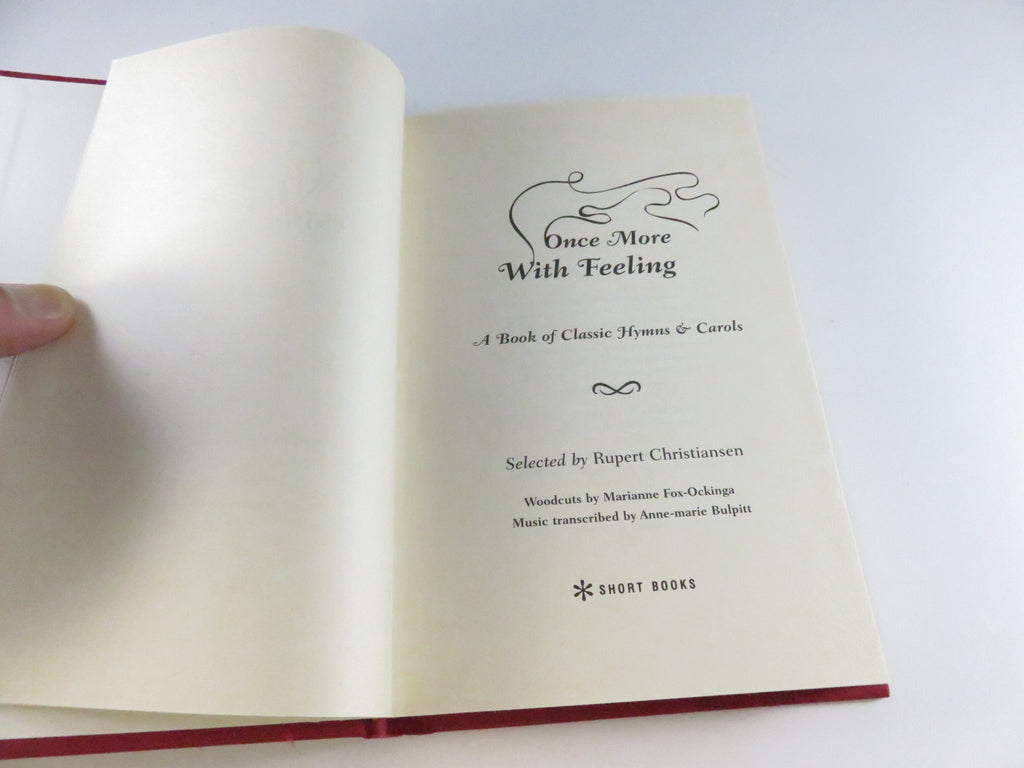 Once More
With Feeling
A Book of Classic Hymns & Carols
Selected by Rupert Christiansen
Woodcuts by Marianne Fox-Ockinga
Music transcribed by Anne-marie Bulpitt
SHORT BOOKS